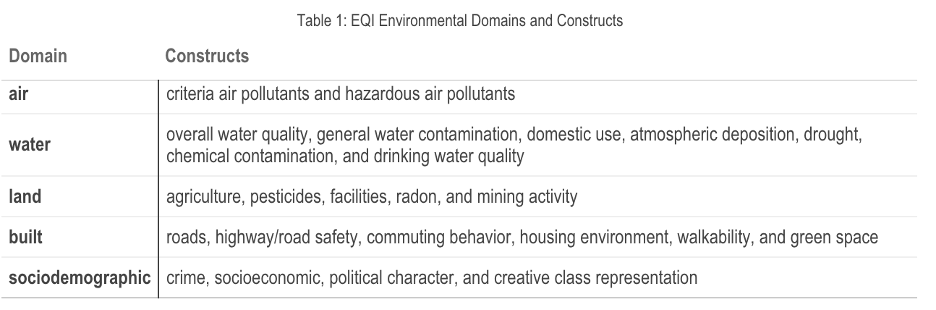 Table 1: EQI Environmental Domains and Constructs
Domain Constructs
air criteria air pollutants and hazardous air pollutants
water overall water quality, general water contamination, domestic use, atmospheric deposition, drought,
chemical contamination, and drinking water quality
land agriculture, pesticides, facilities, radon, and mining activity
built roads, highway/road safety, commuting behavior, housing environment, walkability, and green space
sociodemographic crime, socioeconomic, political character, and creative class representation